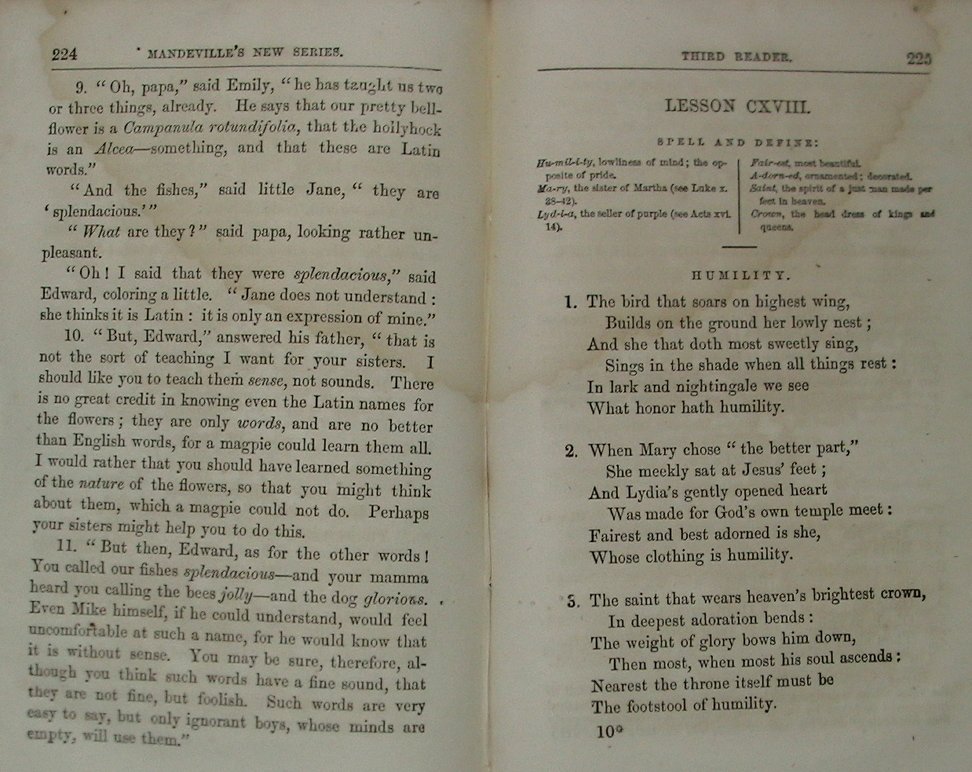 224 MANDEVILLE'S NEW SERIES.
9. “Oh, papa,” said Emily, “he has taught us two
or three things, already. He says that our pretty bell-
flower is a Campanula rotundifolia, that the hollyhock
is an Alcea—something, and that these are Latin
words.”
“And the fishes,” said little Jane, “ they are
‘splendacious.’”
“What are they?” said papa, looking rather un-
pleasant.
“Oh! I said that they were splendacious,” said
Edward, coloring a little. “Jane does not understand :
she thinks it is Latin : it is only an expression of mine.”
10. “But, Edward,” answered his father, “ that is
not the sort of teaching I want for your sisters. I
should like you to teach them sense, not sounds. There
is no great credit in knowing even the Latin names for
the flowers ; they are only words, and are no better
than English words, for a magpie could learn them all.
I would rather that you should have learned something
of the nature of the flowers, so that you might think
about them, which a magpie could not do. Perhaps
your sisters might help you to do this.
11. “But then, Edward, as for the other words!
You called our fishes splendacious—and your mamma
heard you calling the bees jolly—and the dog glorious.
Even Mike himself, if he could understand, would feel
uncomfortable at such a name, for he would know that
it is without sense. You may be sure, therefore, al-
though you think such words have a fine sound, that
they are not fine, but foolish. Such words are very
easy to say, but only ignorant boys, whose minds are
empty, will use them.”
THIRD READER. 225
LESSON CXVIII.
SPELL AND DEFINE:
Hu-mil-i-ty, lowliness of mind; the op-
posite of pride.
Ma-ry, the sister of Martha (see Luke x.
38-42).
Lyd-i-a, the seller of purple (see Acts xvi.
14).
Fair-est, most beautiful.
A-dorn-ed, ornamented; decorated.
Saint, the spirit of a just man made per
fect in heaven.
Crown, the head dress of kings and
queens.
HUMILITY.
1. The bird that soars on highest wing,
Builds on the ground her lowly nest ;
And she that doth most sweetly sing,
Sings in the shade when all things rest :
In lark and nightingale we see
What honor hath humility.
2. When Mary chose “ the better part,”
She meekly sat at Jesus' feet ;
And Lydia's gently opened heart
Was made for God's own temple meet :
Fairest and best adorned is she,
Whose clothing is humility.
3. The saint that wears heaven's brightest crown,
In deepest adoration bends :
The weight of glory bows him down,
Then most, when most his soul ascends :
Nearest the throne itself must be
The footstool of humility.
10*